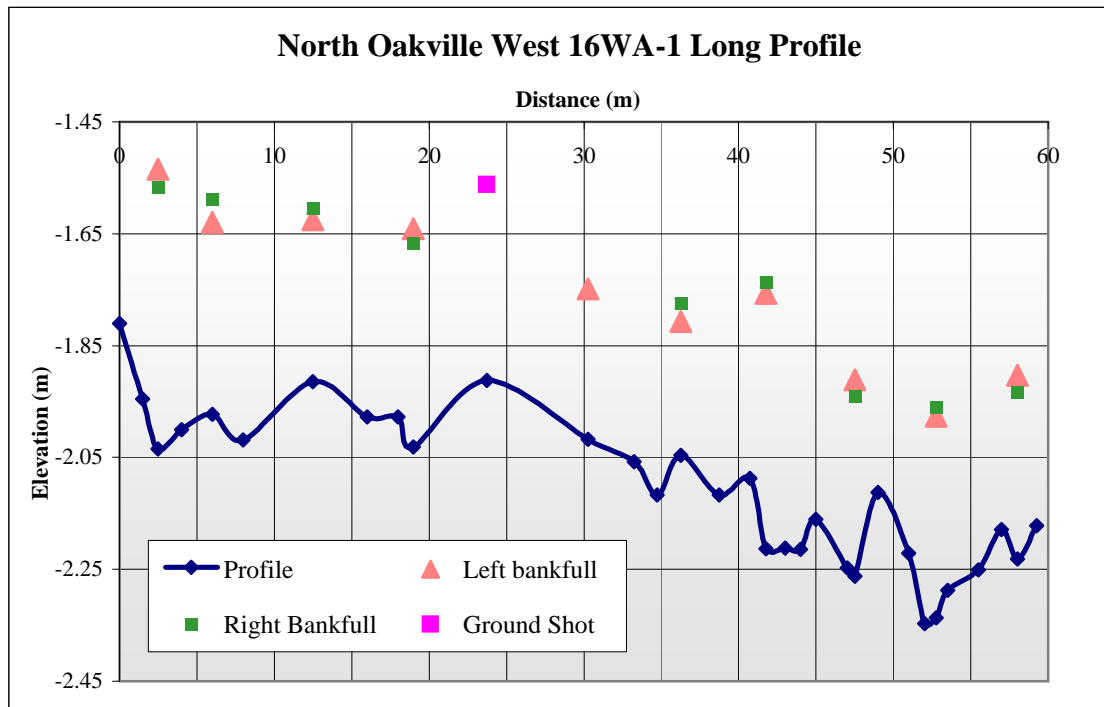 North Oakville West 16WA-1 Long Profile
Distance (m)
-1.45
0 10 20 30 40 50 60
-1.65
-1.85
Elevation (m)
-2.05
-2.25
Profile Left bankfull
Right Bankfull Ground Shot
-2.45